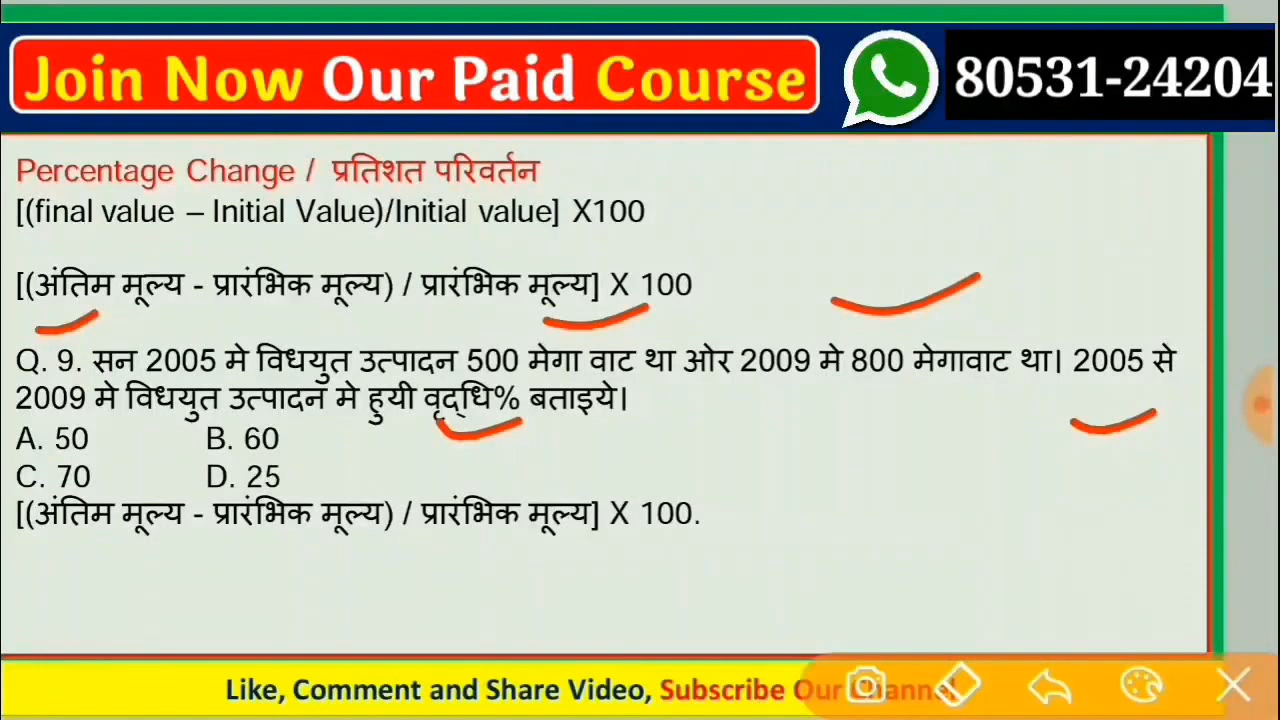 Join Now Our Paid Course 80531-24204
Percentage Change / प्रतिशत परिवर्तन
[(final value – Initial Value)/Initial value] X100
[(अंतिम मूल्य - प्रारंभिक मूल्य) / प्रारंभिक मूल्य] X 100
Q. 9. सन 2005 मे विधयुत उत्पादन 500 मेगा वाट था ओर 2009 मे 800 मेगावाट था। 2005 से
2009 मे विधयुत उत्पादन मे हुयी वृद्धि% बताइये।
A. 50 B. 60
C. 70 D. 25
[(अंतिम मूल्य - प्रारंभिक मूल्य) / प्रारंभिक मूल्य] X 100.
Like, Comment and Share Video, Subscribe Our Channel